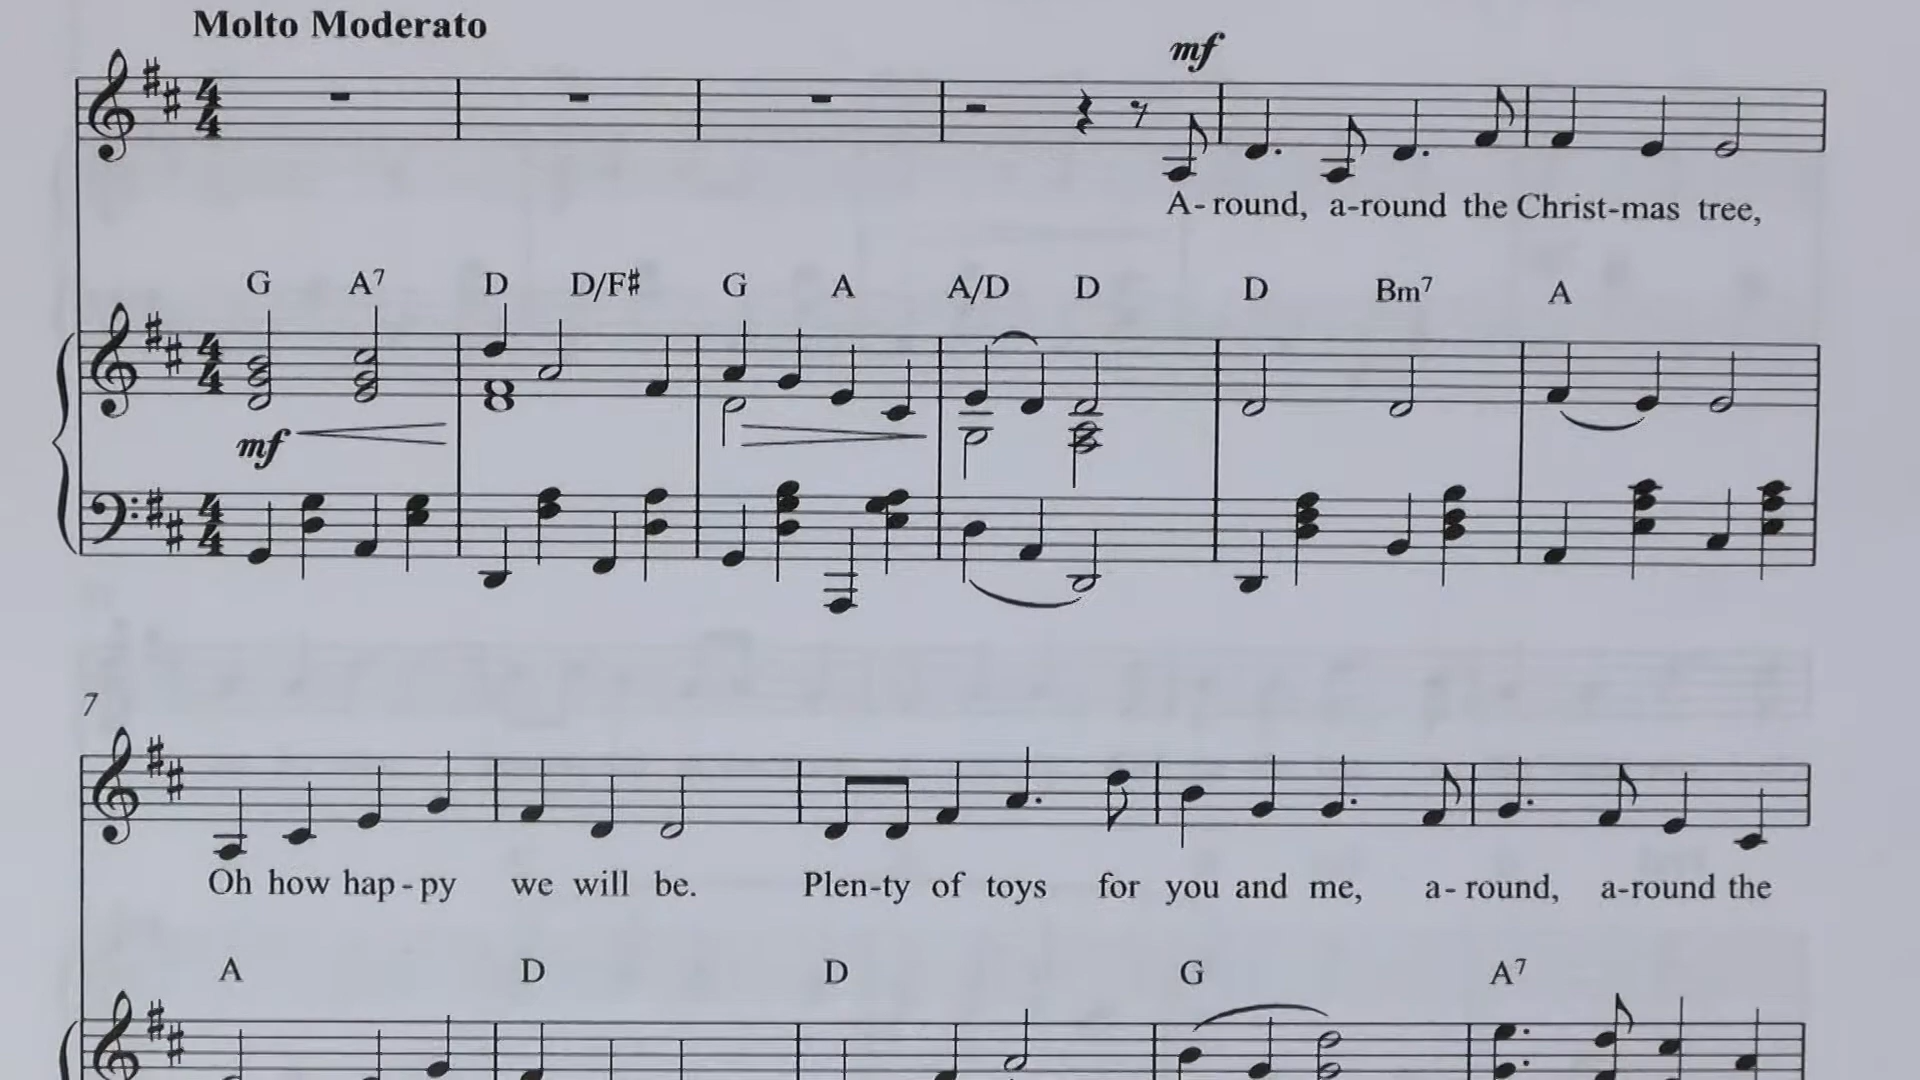 Molto Moderato
mf
A-round, a-round the Christ-mas tree,
G A7 D D/F# G A A/D D D Bm7 A
mf
7
Oh how hap-py we will be. Plen-ty of toys for you and me, a-round, a-round the
A D D G A7